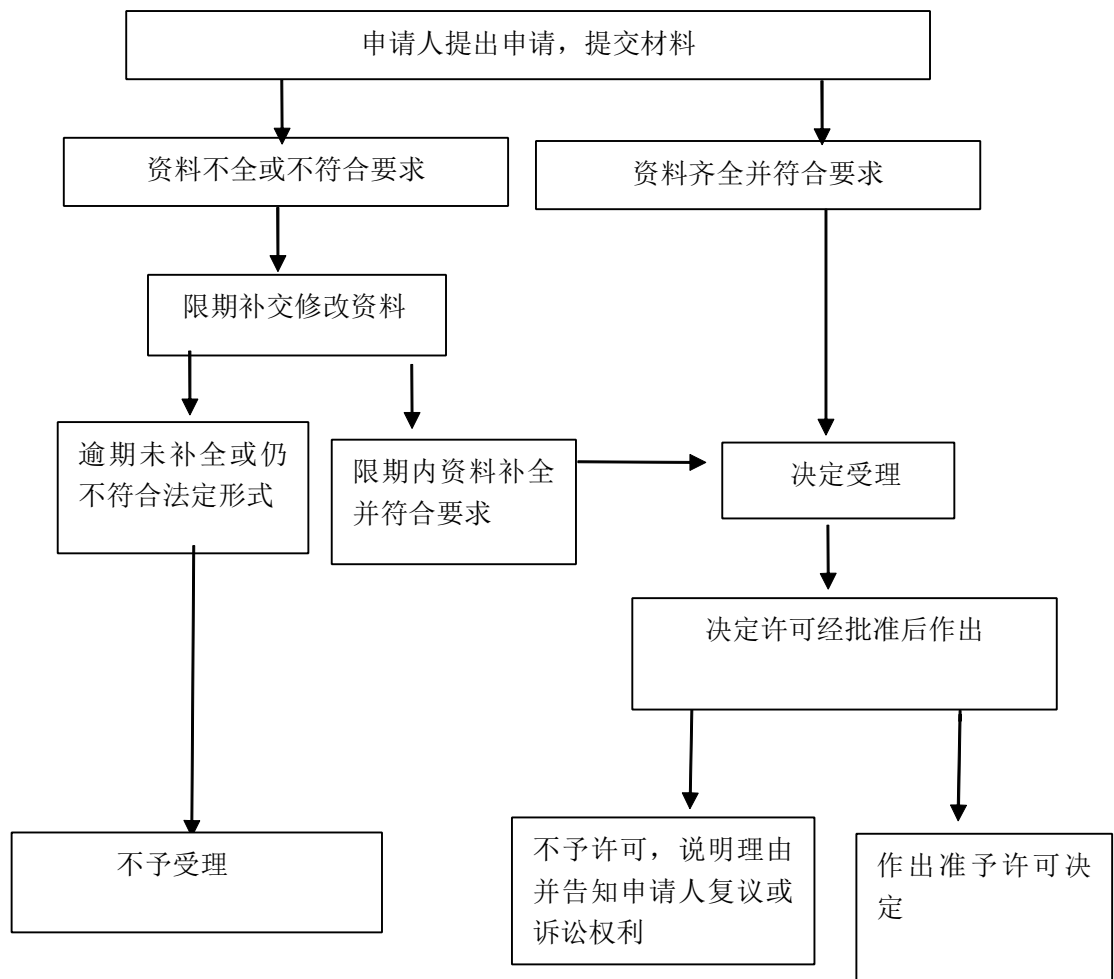 申请人提出申请，提交材料
资料不全或不符合要求
资料齐全并符合要求
限期补交修改资料
逾期未补全或仍
不符合法定形式
限期内资料补全
并符合要求
决定受理
决定许可经批准后作出
不予受理
不予许可，说明理由
并告知申请人复议或
诉讼权利
作出准予许可决
定